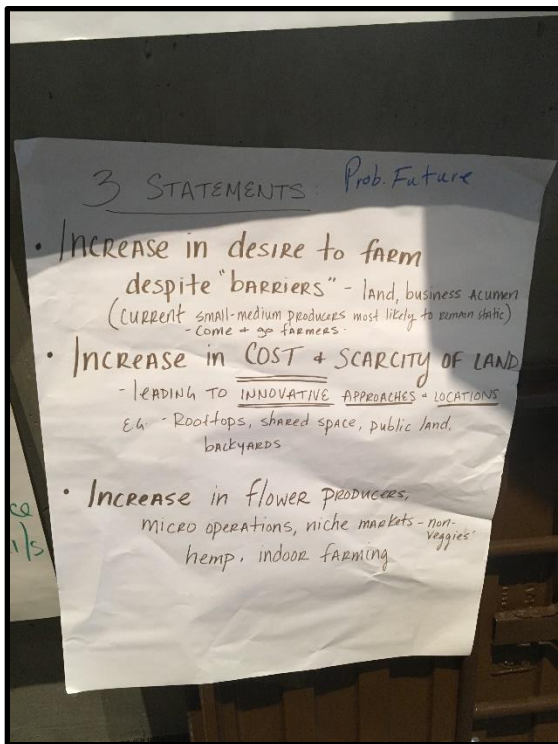 3 STATEMENTS: Prob. Future
• INCREASE in desire to farm
despite "barriers" - land, business acumen
(current small-medium producers most likely to remain static)
- come + go farmers.
• INCREASE in COST + SCARCITY OF LAND
- leading to INNOVATIVE APPROACHES + LOCATIONS
EG. - Rooftops, shared space, public land,
backyards
• INCREASE in flower producers,
micro operations, niche markets - non-
veggies
hemp, indoor farming